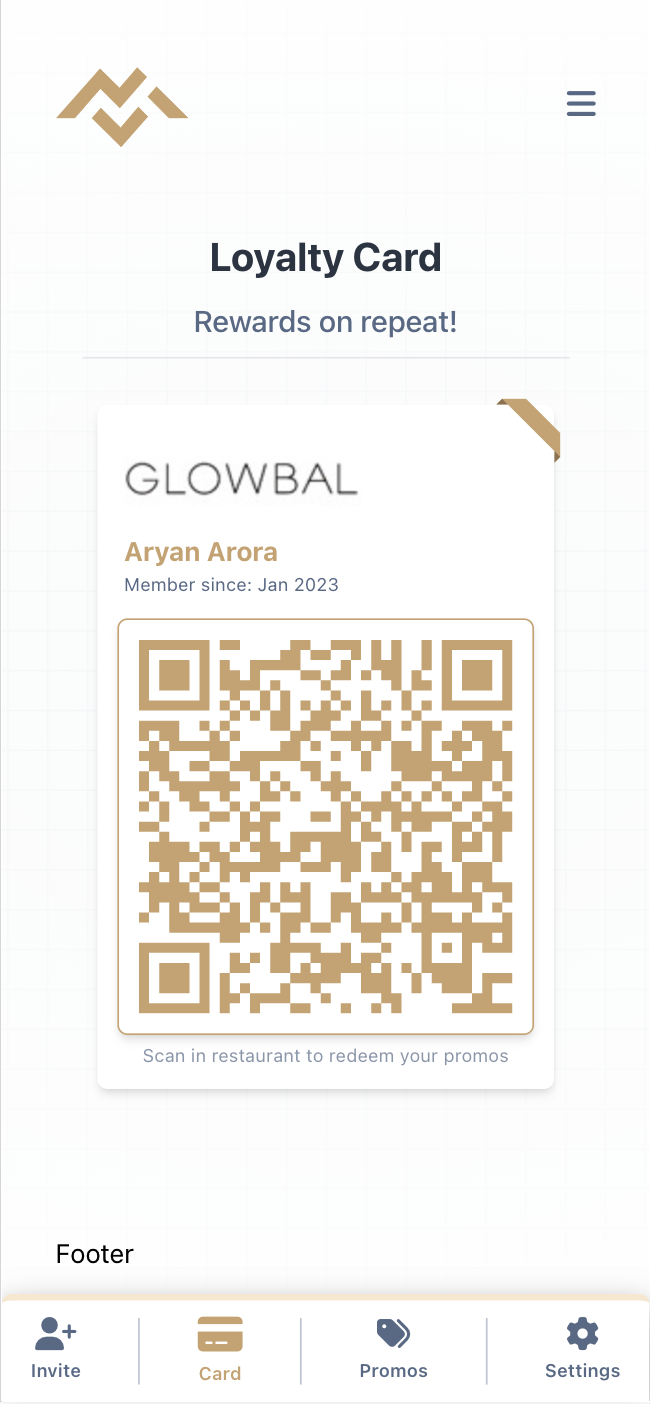 Loyalty Card
Rewards on repeat!
GLOWBAL
Aryan Arora
Member since: Jan 2023
Scan in restaurant to redeem your promos
Footer
Invite
Card
Promos
Settings